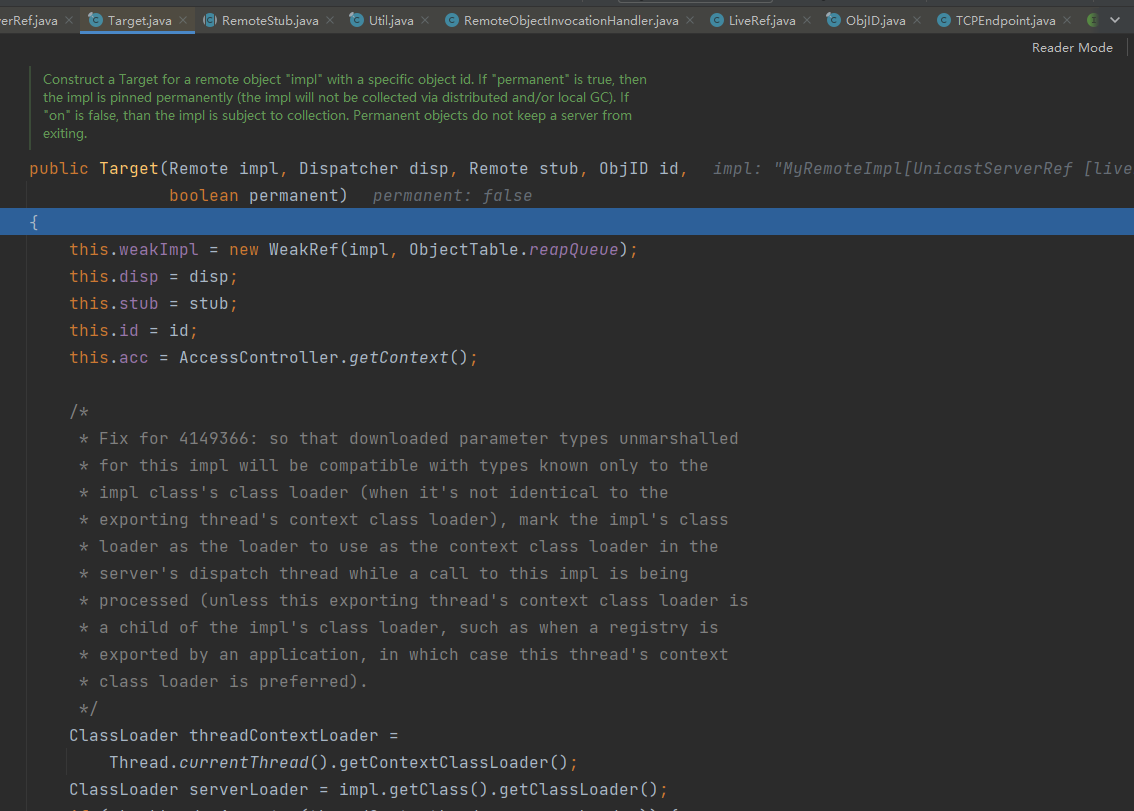 erRef.java Target.java RemoteStub.java Util.java RemoteObjectInvocationHandler.java LiveRef.java ObjID.java TCPEndpoint.java
Reader Mode
Construct a Target for a remote object "impl" with a specific object id. If "permanent" is true, then
the impl is pinned permanently (the impl will not be collected via distributed and/or local GC). If
"on" is false, than the impl is subject to collection. Permanent objects do not keep a server from
exiting.
public Target(Remote impl, Dispatcher disp, Remote stub, ObjID id, impl: "MyRemoteImpl[UnicastServerRef [live
boolean permanent) permanent: false
{
this.weakImpl = new WeakRef(impl, ObjectTable.reapQueue);
this.disp = disp;
this.stub = stub;
this.id = id;
this.acc = AccessController.getContext();
/*
* Fix for 4149366: so that downloaded parameter types unmarshalled
* for this impl will be compatible with types known only to the
* impl class's class loader (when it's not identical to the
* exporting thread's context class loader), mark the impl's class
* loader as the loader to use as the context class loader in the
* server's dispatch thread while a call to this impl is being
* processed (unless this exporting thread's context class loader is
* a child of the impl's class loader, such as when a registry is
* exported by an application, in which case this thread's context
* class loader is preferred).
*/
ClassLoader threadContextLoader =
Thread.currentThread().getContextClassLoader();
ClassLoader serverLoader = impl.getClass().getClassLoader();